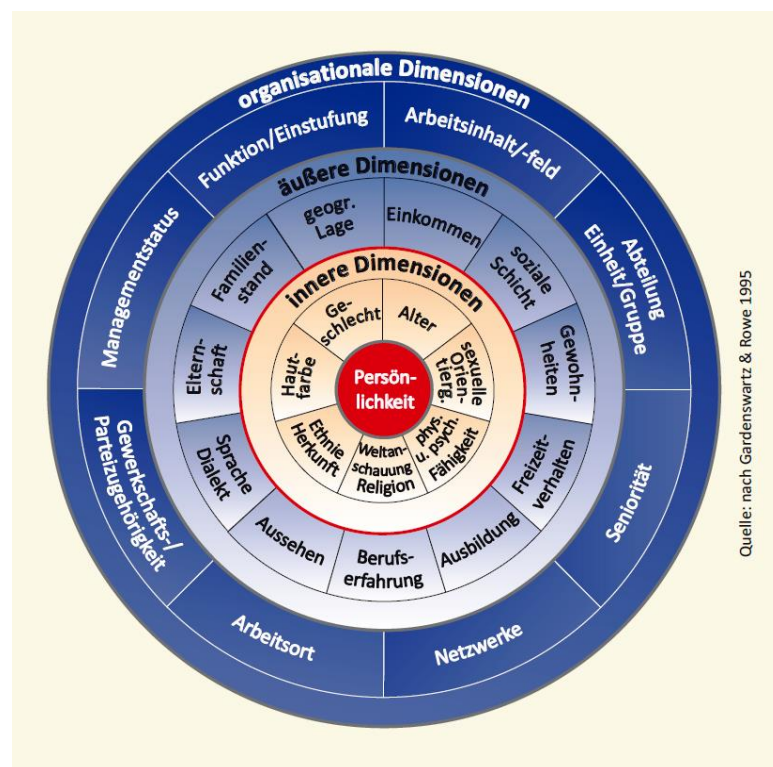 organisationale Dimensionen
Funktion/Einstufung
Arbeitsinhalt/-feld
Abteilung
Einheit/Gruppe
Seniorität
Netzwerke
Arbeitsort
Gewerkschafts-/
Parteizugehörigkeit
Managementstatus
äußere Dimensionen
geogr.
Lage
Einkommen
soziale
Schicht
Gewohn-
heiten
Freizeit-
verhalten
Ausbildung
Berufs-
erfahrung
Aussehen
Sprache
Dialekt
Eltern-
schaft
Familien-
stand
innere Dimensionen
Ge-
schlecht
Alter
sexuelle
Orien-
tierg.
phys.
u. psych.
Fähigkeit
Weltan-
schauung
Religion
Ethnie
Herkunft
Haut-
farbe
Persön-
lichkeit
Quelle: nach Gardenswartz & Rowe 1995